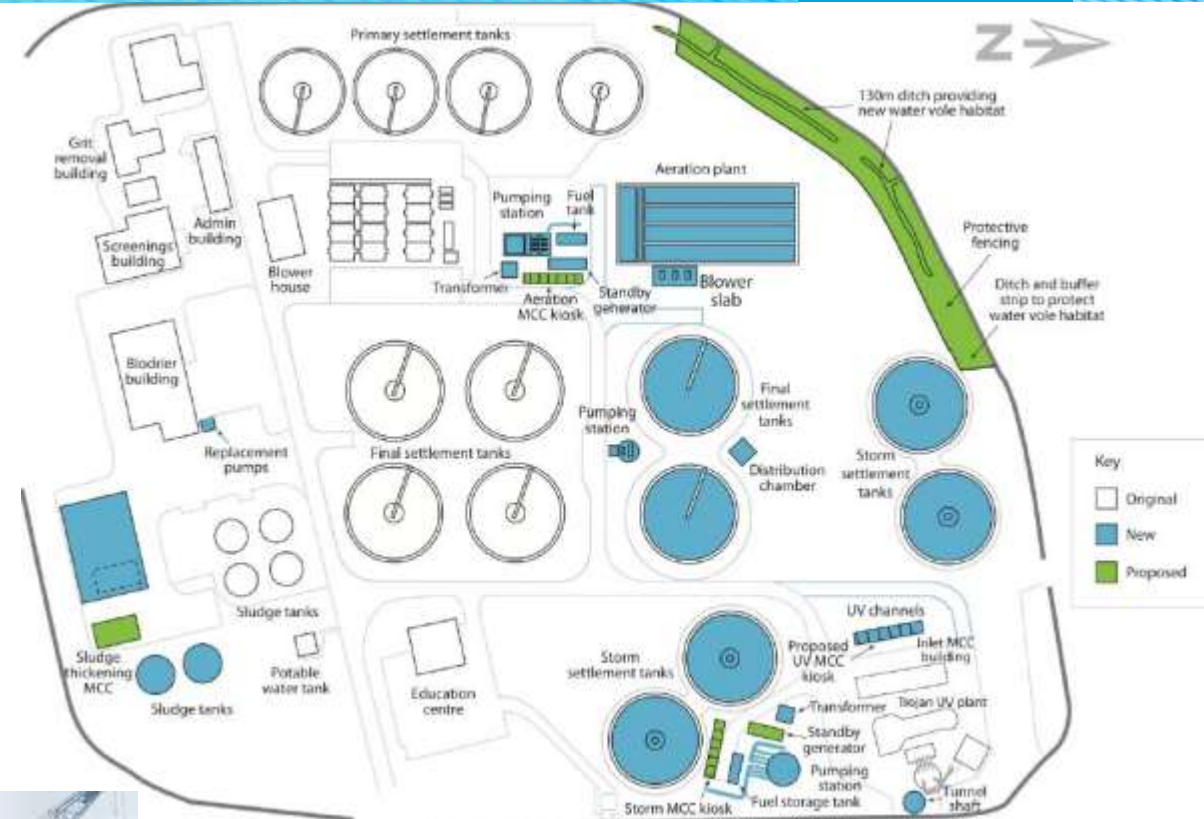 Primary settlement tanks
N
130m ditch providing
new water vole habitat
Grit
removal
building
Aeration plant
Pumping
station
Fuel
tank
Admin
building
Screenings
building
Protective
fencing
Blower
house
Transformer
Aeration
MCC kiosk
Standby
generator
Blower
slab
Ditch and buffer
strip to protect
water vole habitat
Biodrier
building
Final
settlement
tanks
Pumping
station
Replacement
pumps
Final settlement tanks
Distribution
chamber
Storm
settlement
tanks
Key
Original
New
Proposed
Sludge tanks
UV channels
Sludge
thickening
MCC
Potable
water tank
Sludge tanks
Education
centre
Storm
settlement tanks
Proposed
UV MCC
kiosk
Inlet MCC
building
Transformer
Trojan UV plant
Standby
generator
Pumping
station
Storm MCC kiosk
Fuel storage tank
Tunnel
shaft